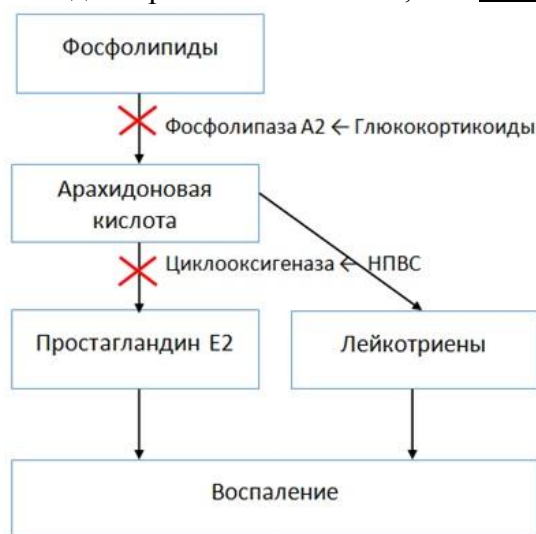 Фосфолипиды
Фосфолипаза А2 ← Глюкокортикоиды
Арахидоновая
кислота
Циклооксигеназа ← НПВС
Простагландин Е2
Лейкотриены
Воспаление